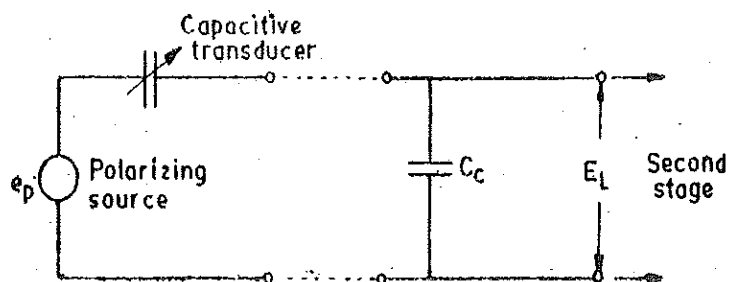 Capacitive
transducer
e_p
Polarizing
source
C_c
E_L
Second
stage